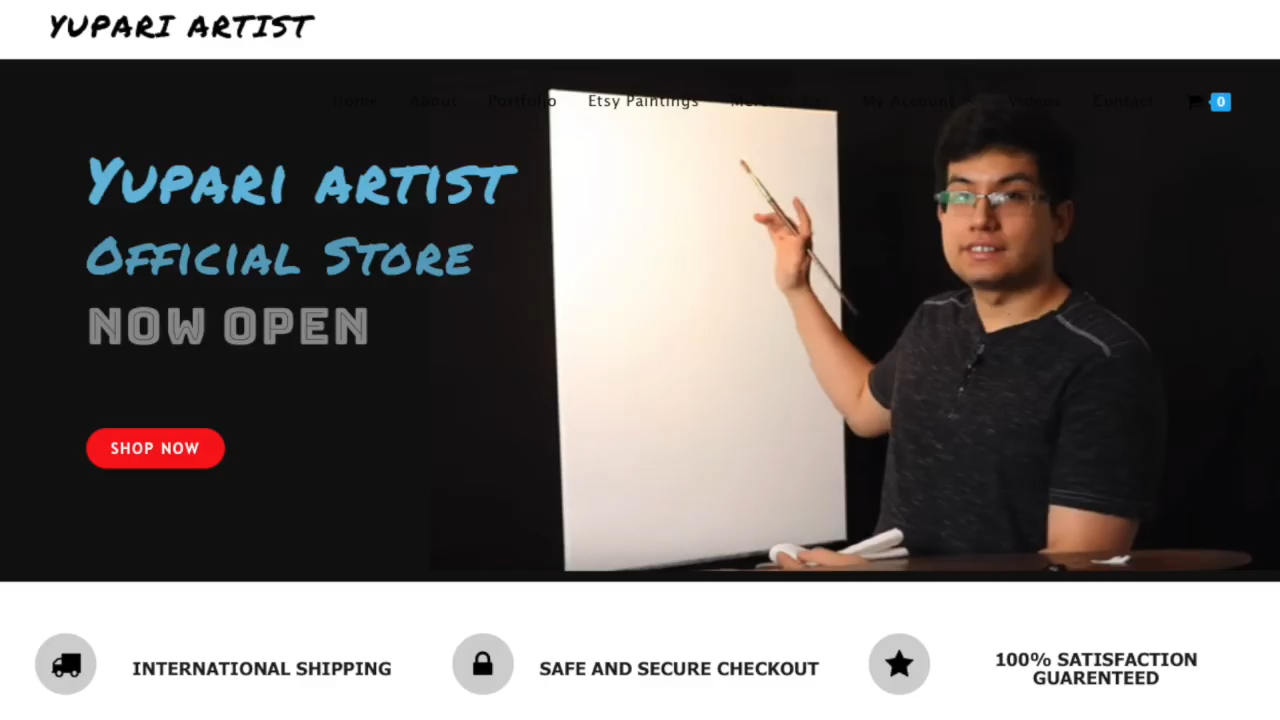 YUPARI ARTIST
Home About Portfolio Etsy Paintings My Account Videos Contact 0
YUPARI ARTIST
OFFICIAL STORE
NOW OPEN
SHOP NOW
INTERNATIONAL SHIPPING
SAFE AND SECURE CHECKOUT
100% SATISFACTION
GUARENTEED